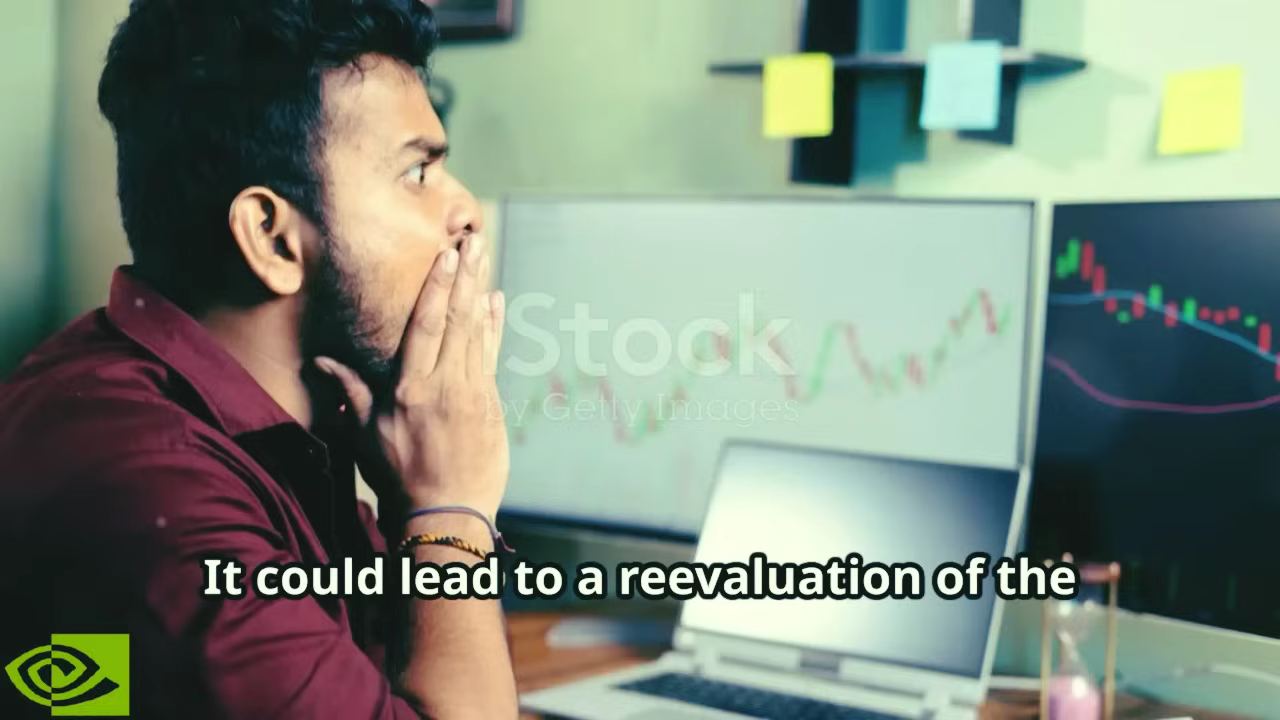 iStock
by Getty Images
It could lead to a reevaluation of the